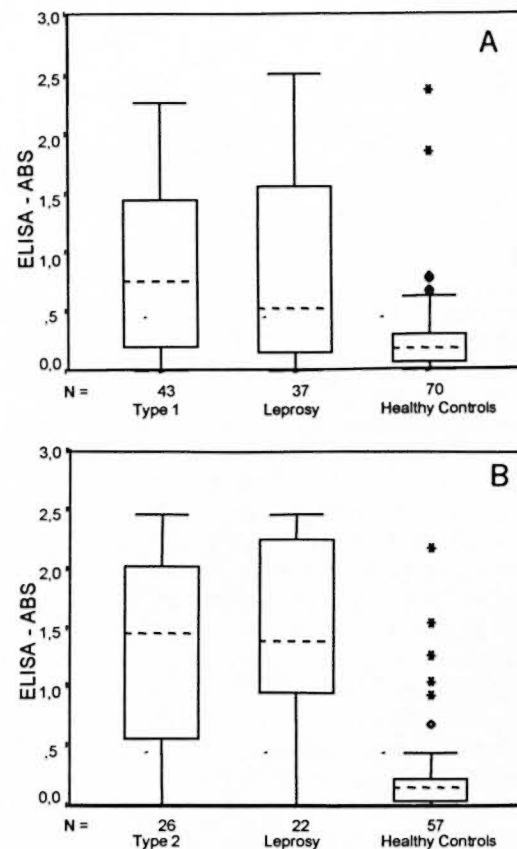 A
3,0
2,5
2,0
1,5
1,0
,5
0,0
ELISA - ABS
N = 43 37 70
Type 1 Leprosy Healthy Controls
B
3,0
2,5
2,0
1,5
1,0
,5
0,0
ELISA - ABS
N = 26 22 57
Type 2 Leprosy Healthy Controls